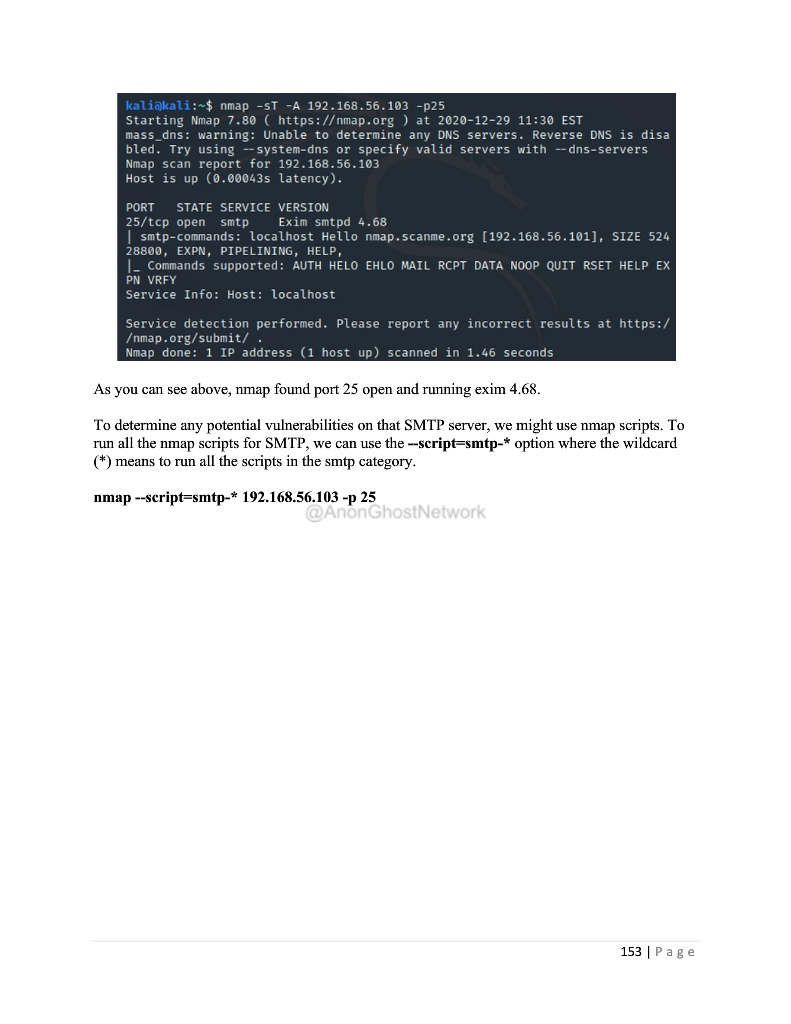 kali@kali:~$ nmap -sT -A 192.168.56.103 -p25
Starting Nmap 7.80 ( https://nmap.org ) at 2020-12-29 11:30 EST
mass_dns: warning: Unable to determine any DNS servers. Reverse DNS is disa
bled. Try using --system-dns or specify valid servers with --dns-servers
Nmap scan report for 192.168.56.103
Host is up (0.00043s latency).
PORT   STATE SERVICE VERSION
25/tcp open  smtp    Exim smtpd 4.68
| smtp-commands: localhost Hello nmap.scanme.org [192.168.56.101], SIZE 524
28800, EXPN, PIPELINING, HELP,
|_ Commands supported: AUTH HELO EHLO MAIL RCPT DATA NOOP QUIT RSET HELP EX
PN VRFY
Service Info: Host: localhost
Service detection performed. Please report any incorrect results at https:/
/nmap.org/submit/ .
Nmap done: 1 IP address (1 host up) scanned in 1.46 seconds
As you can see above, nmap found port 25 open and running exim 4.68.
To determine any potential vulnerabilities on that SMTP server, we might use nmap scripts. To
run all the nmap scripts for SMTP, we can use the --script=smtp-* option where the wildcard
(*) means to run all the scripts in the smtp category.
nmap --script=smtp-* 192.168.56.103 -p 25
@AnonGhostNetwork
153 | Page